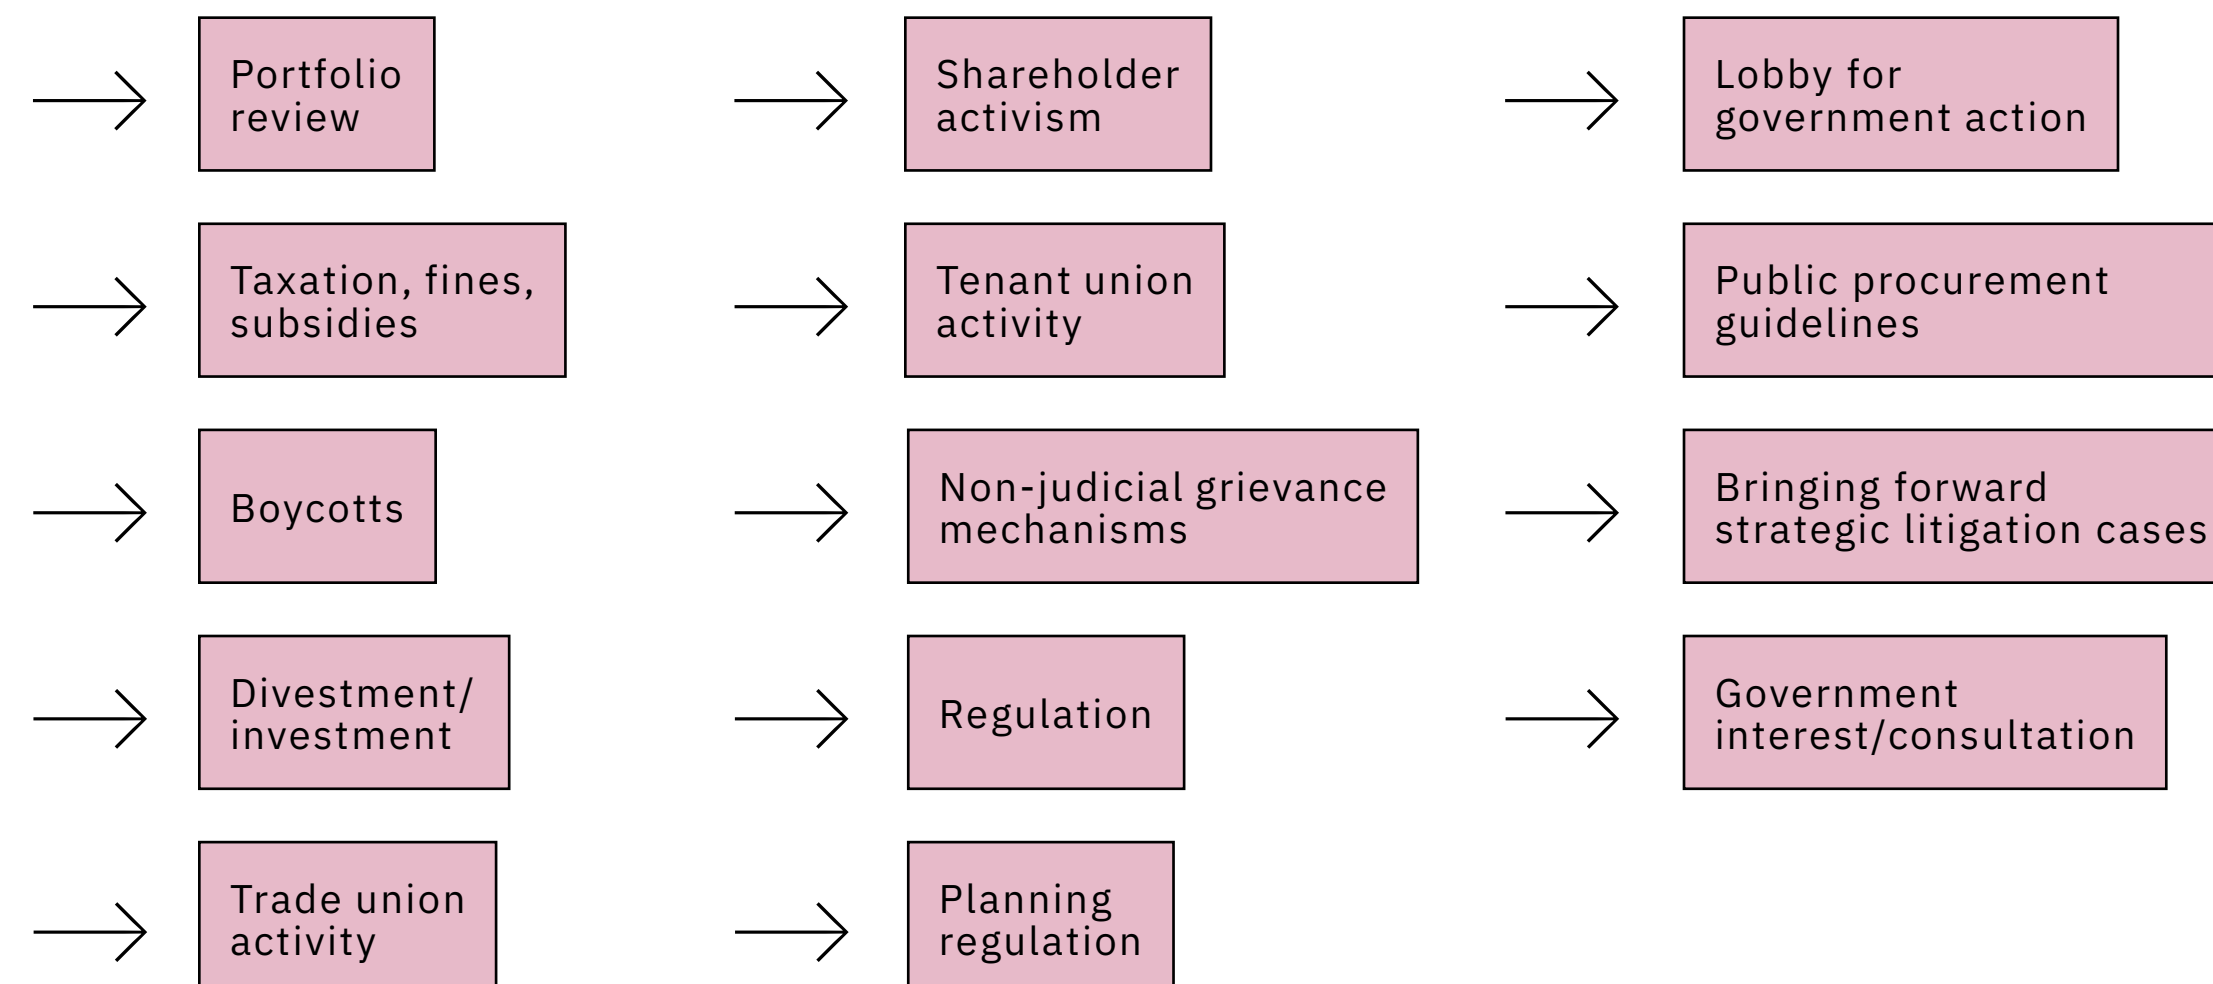 Portfolio
review
Shareholder
activism
Lobby for
government action
Taxation, fines,
subsidies
Tenant union
activity
Public procurement
guidelines
Boycotts
Non-judicial grievance
mechanisms
Bringing forward
strategic litigation cases
Divestment/
investment
Regulation
Government
interest/consultation
Trade union
activity
Planning
regulation